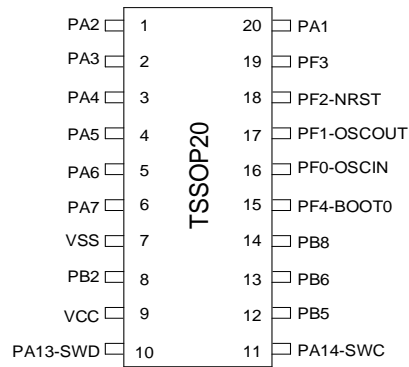 PA2 1 20 PA1
PA3 2 19 PF3
PA4 3 18 PF2-NRST
PA5 4 17 PF1-OSCOUT
PA6 5 16 PF0-OSCIN
PA7 6 15 PF4-BOOT0
VSS 7 14 PB8
PB2 8 13 PB6
VCC 9 12 PB5
PA13-SWD 10 11 PA14-SWC
TSSOP20